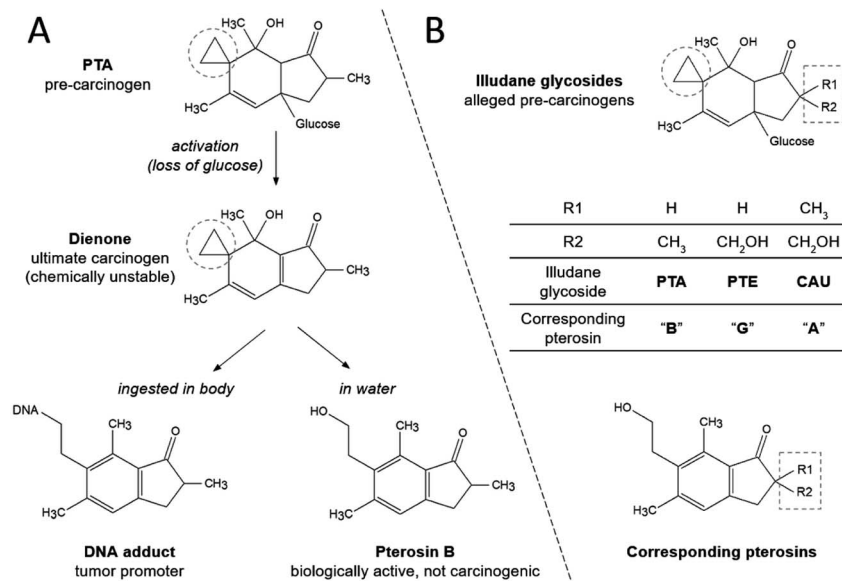 A
PTA
pre-carcinogen
H₃C
OH
O
CH₃
H₃C
Glucose
activation
(loss of glucose)
Dienone
ultimate carcinogen
(chemically unstable)
H₃C
OH
O
CH₃
H₃C
ingested in body
in water
DNA
CH₃
O
CH₃
H₃C
DNA adduct
tumor promoter
HO
CH₃
O
CH₃
H₃C
Pterosin B
biologically active, not carcinogenic
B
Illudane glycosides
alleged pre-carcinogens
H₃C
OH
O
R1
R2
H₃C
Glucose
R1 H H CH₃
R2 CH₃ CH₂OH CH₂OH
Illudane
glycoside PTA PTE CAU
Corresponding
pterosin "B" "G" "A"
HO
CH₃
O
R1
R2
H₃C
Corresponding pterosins